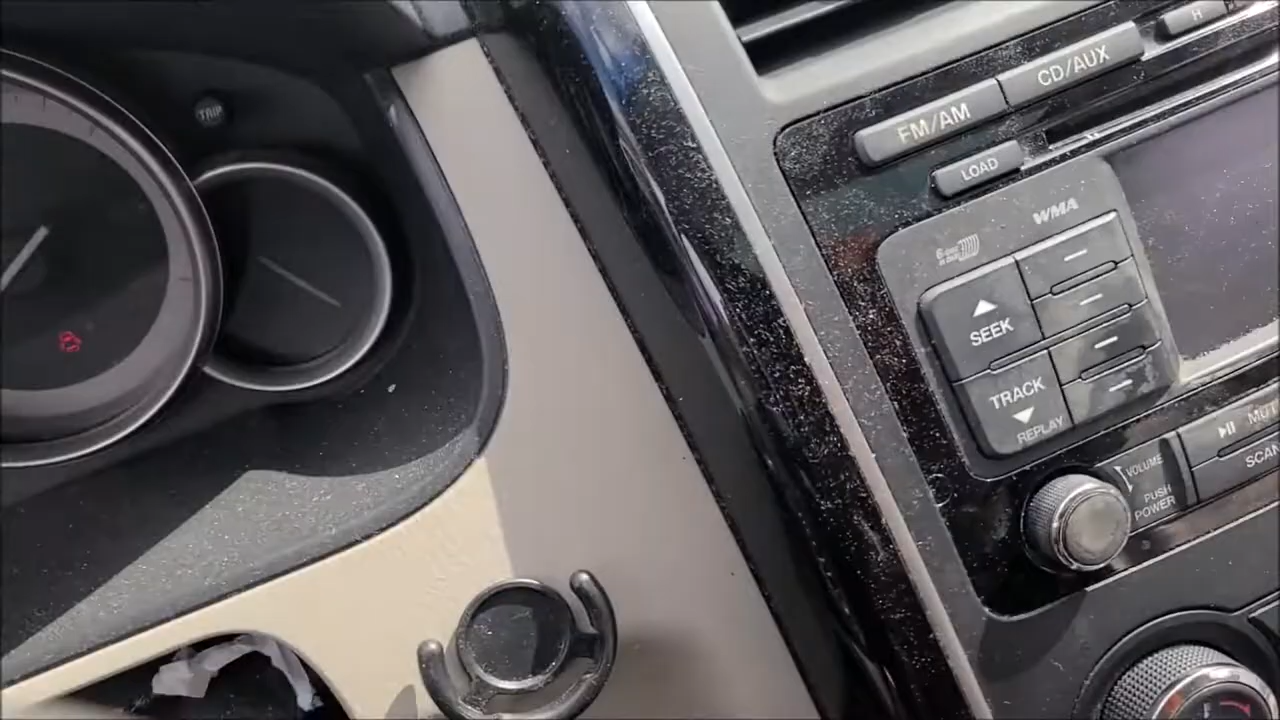 TRIP
FM/AM
CD/AUX
LOAD
WMA
SEEK
TRACK
REPLAY
VOLUME
PUSH
POWER
SCAN